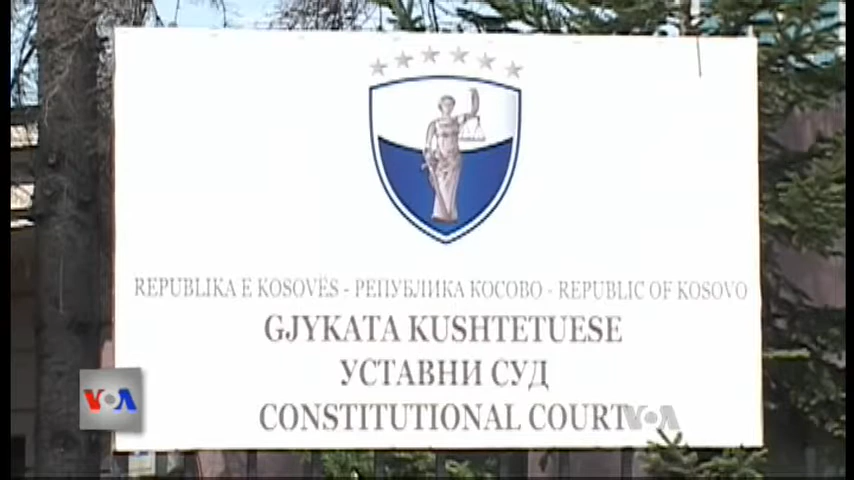 REPUBLIKA E KOSOVËS - РЕПУБЛИКА КОСОВО - REPUBLIC OF KOSOVO
GJYKATA KUSHTETUESE
УСТАВНИ СУД
CONSTITUTIONAL COURT
VOA
VOA